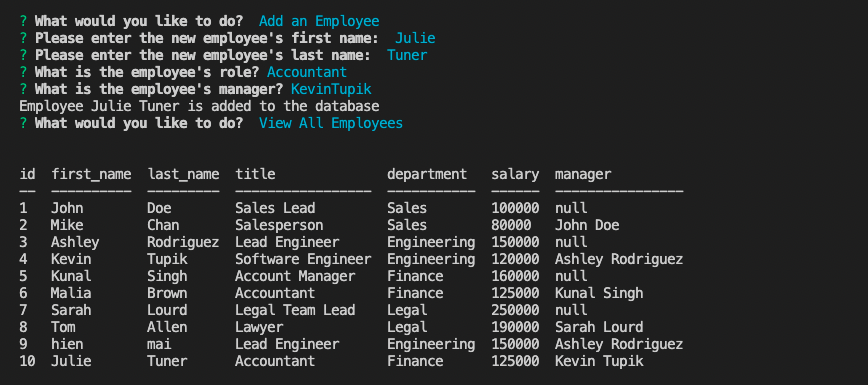 ? What would you like to do?  Add an Employee
? Please enter the new employee's first name:  Julie
? Please enter the new employee's last name:  Tuner
? What is the employee's role? Accountant
? What is the employee's manager? KevinTupik
Employee Julie Tuner is added to the database
? What would you like to do?  View All Employees
id  first_name  last_name  title              department   salary  manager
--  ----------  ---------  -----------------  -----------  ------  ----------------
1   John        Doe        Sales Lead         Sales        100000  null
2   Mike        Chan       Salesperson        Sales        80000   John Doe
3   Ashley      Rodriguez  Lead Engineer      Engineering  150000  null
4   Kevin       Tupik      Software Engineer  Engineering  120000  Ashley Rodriguez
5   Kunal       Singh      Account Manager    Finance      160000  null
6   Malia       Brown      Accountant         Finance      125000  Kunal Singh
7   Sarah       Lourd      Legal Team Lead    Legal        250000  null
8   Tom         Allen      Lawyer             Legal        190000  Sarah Lourd
9   hien        mai        Lead Engineer      Engineering  150000  Ashley Rodriguez
10  Julie       Tuner      Accountant         Finance      125000  Kevin Tupik